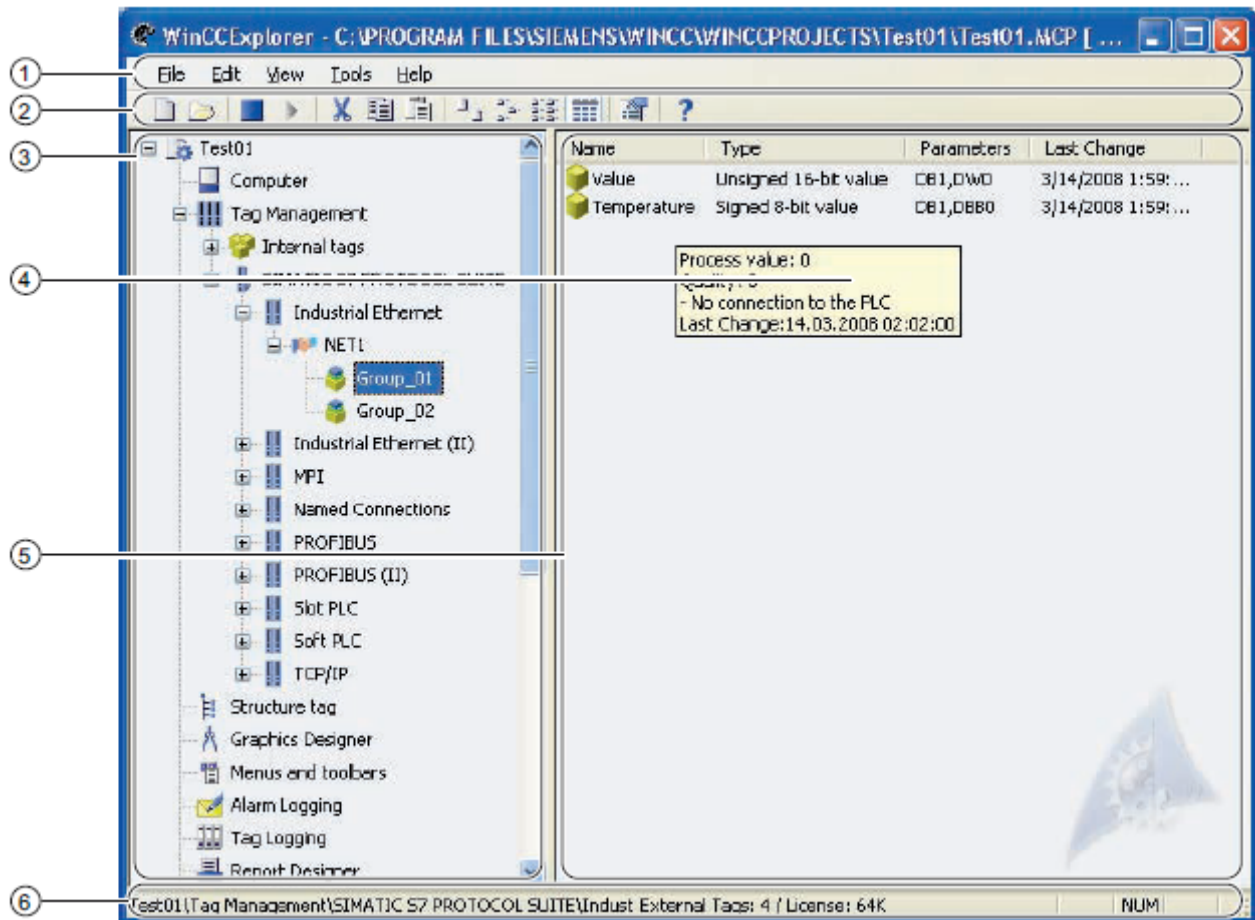 WinCCExplorer - C:\PROGRAM FILES\SIEMENS\WINCC\WINCCPROJECTS\Test01\Test01.MCP [ ...
1
File Edit View Tools Help
2
3
Test01
Computer
Tag Management
Internal tags
4
Industrial Ethernet
NET1
Group_01
Group_02
Industrial Ethernet (II)
MPI
Named Connections
PROFIBUS
5
PROFIBUS (II)
Slot PLC
Soft PLC
TCP/IP
Structure tag
Graphics Designer
Menus and toolbars
Alarm Logging
Tag Logging
Report Designer
Name Type Parameters Last Change
Value Unsigned 16-bit value DB1,DW0 3/14/2008 1:59:...
Temperature Signed 8-bit value DB1,DBB0 3/14/2008 1:59:...
Process value: 0
- No connection to the PLC
Last Change:14.03.2008 02:02:00
6
Test01\Tag Management\SIMATIC S7 PROTOCOL SUITE\Indust External Tags: 4 / License: 64K NUM